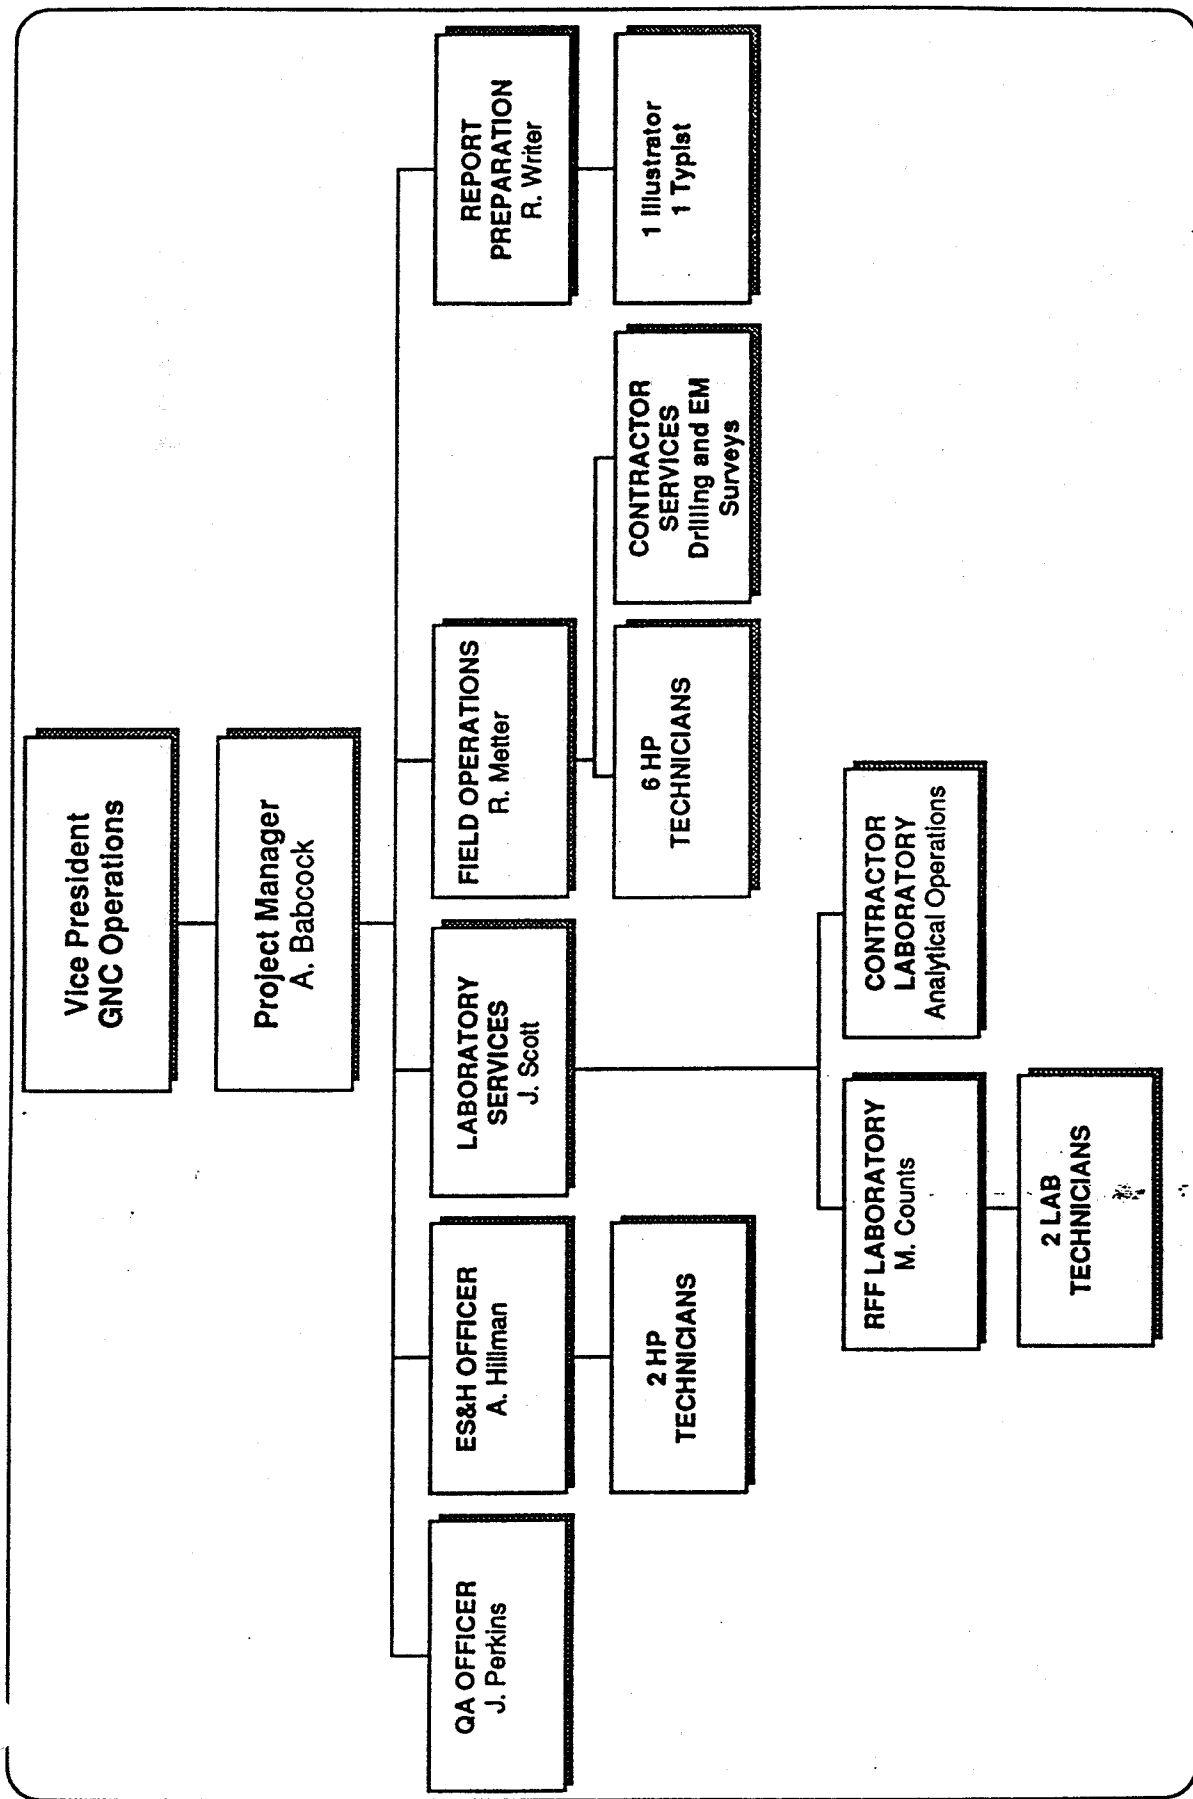 Vice President
GNC Operations
Project Manager
A. Babcock
QA OFFICER
J. Perkins
ES&H OFFICER
A. Hillman
LABORATORY
SERVICES
J. Scott
FIELD OPERATIONS
R. Metter
REPORT
PREPARATION
R. Writer
2 HP
TECHNICIANS
6 HP
TECHNICIANS
CONTRACTOR
SERVICES
Drilling and EM
Surveys
1 Illustrator
1 Typist
RFF LABORATORY
M. Counts
CONTRACTOR
LABORATORY
Analytical Operations
2 LAB
TECHNICIANS